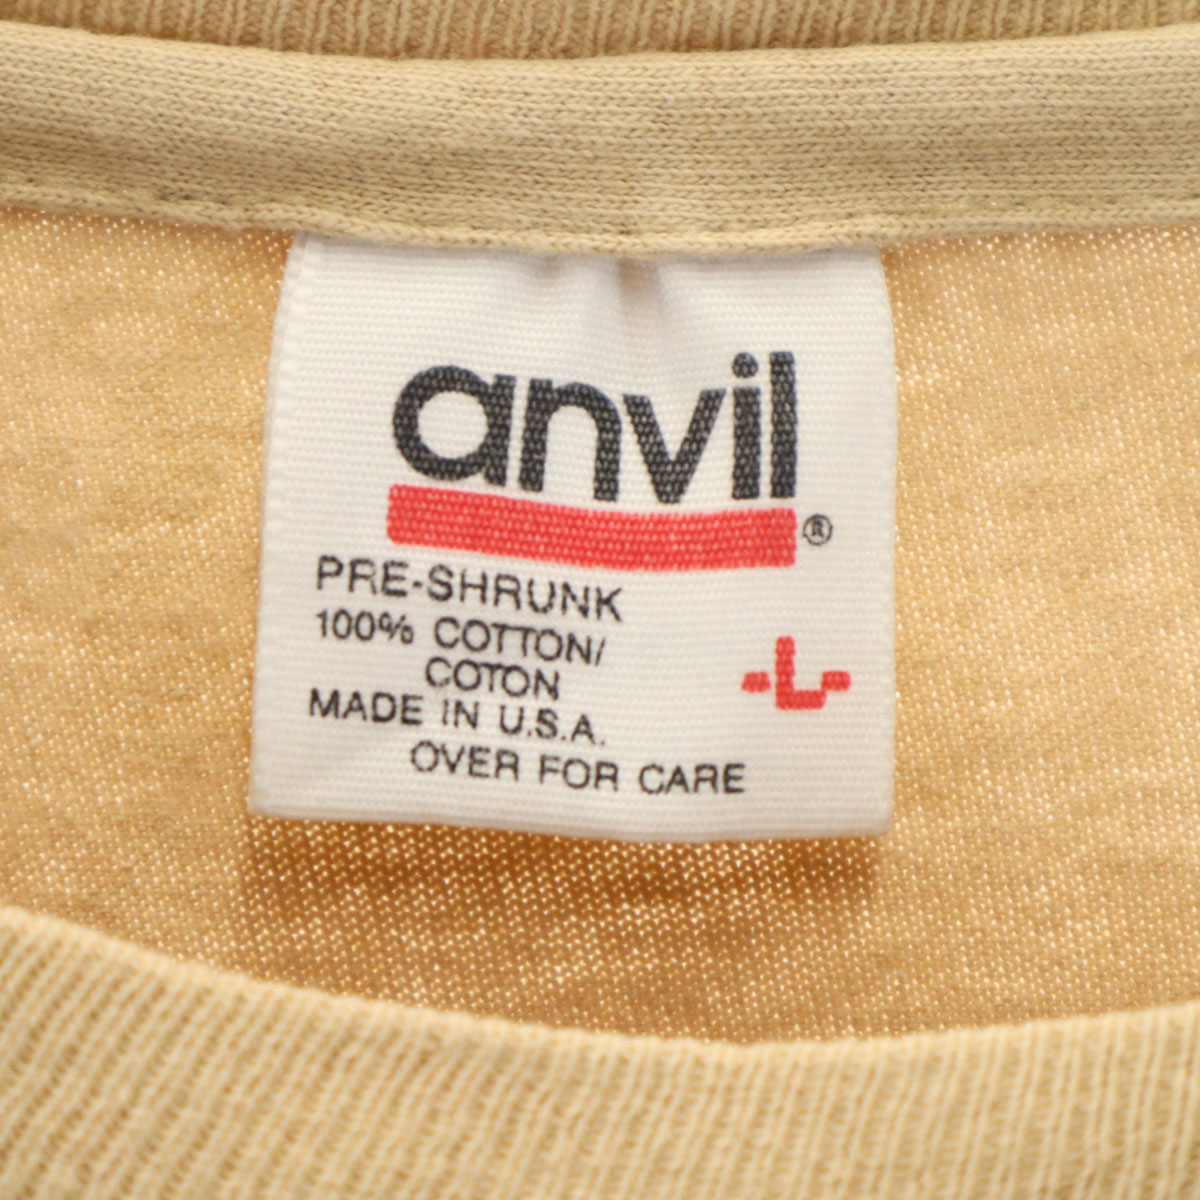 anvil®
PRE-SHRUNK
100% COTTON/
COTON
-L-
MADE IN U.S.A.
OVER FOR CARE